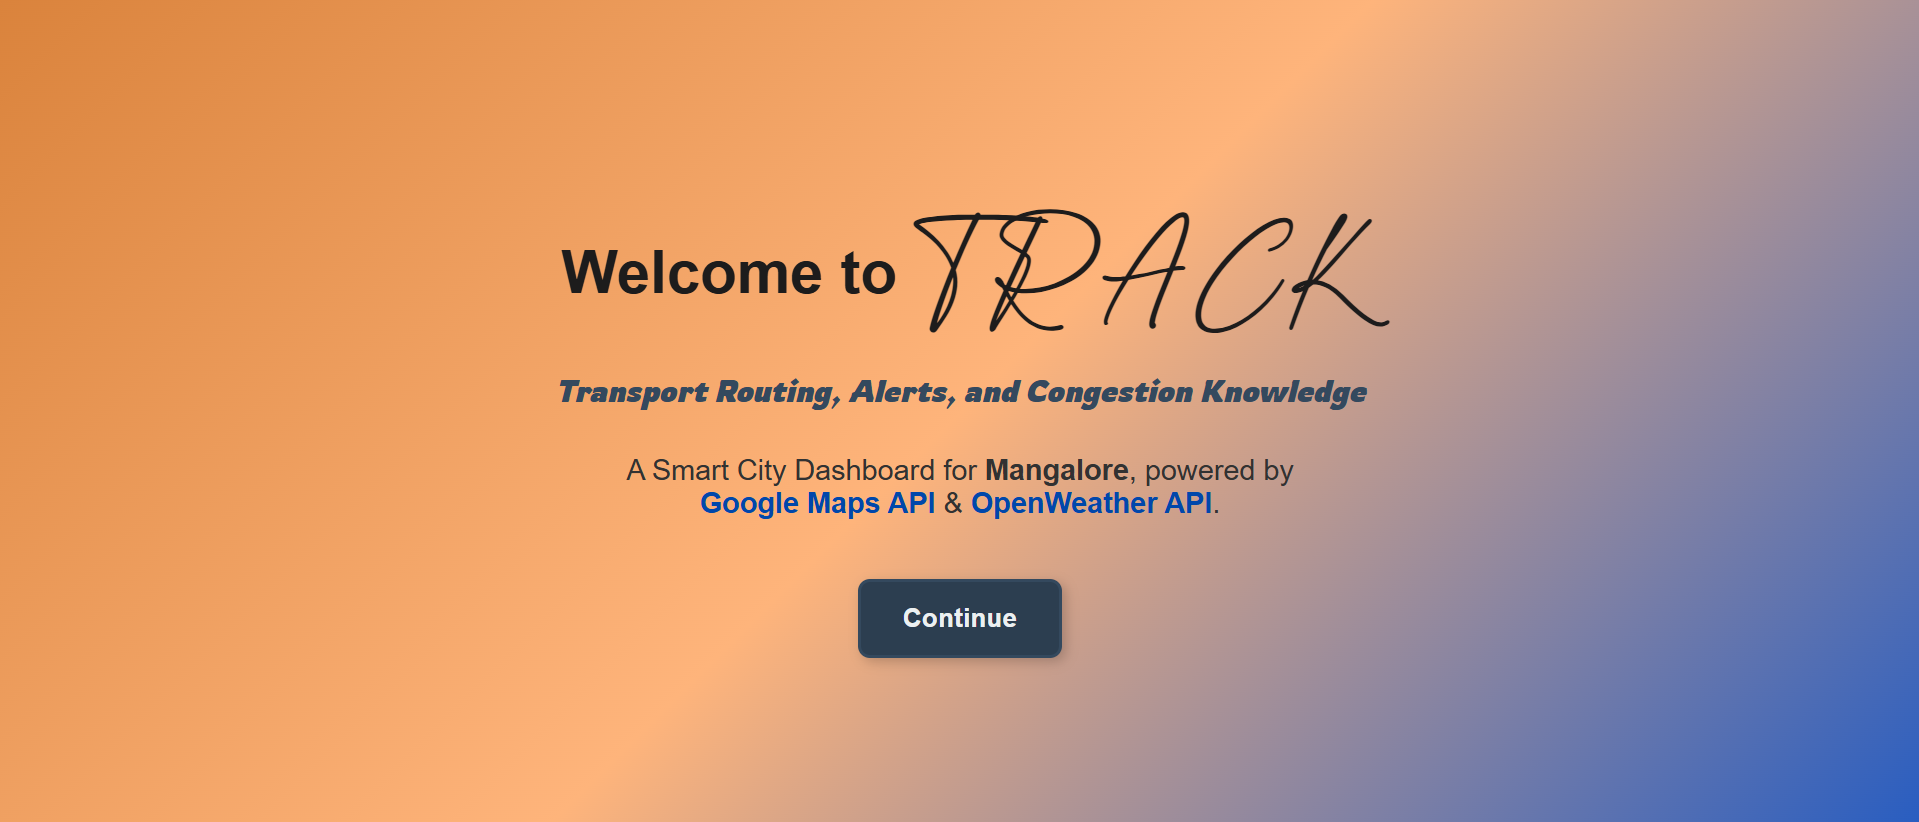 Welcome to TRACK
Transport Routing, Alerts, and Congestion Knowledge
A Smart City Dashboard for Mangalore, powered by
Google Maps API & OpenWeather API.
Continue